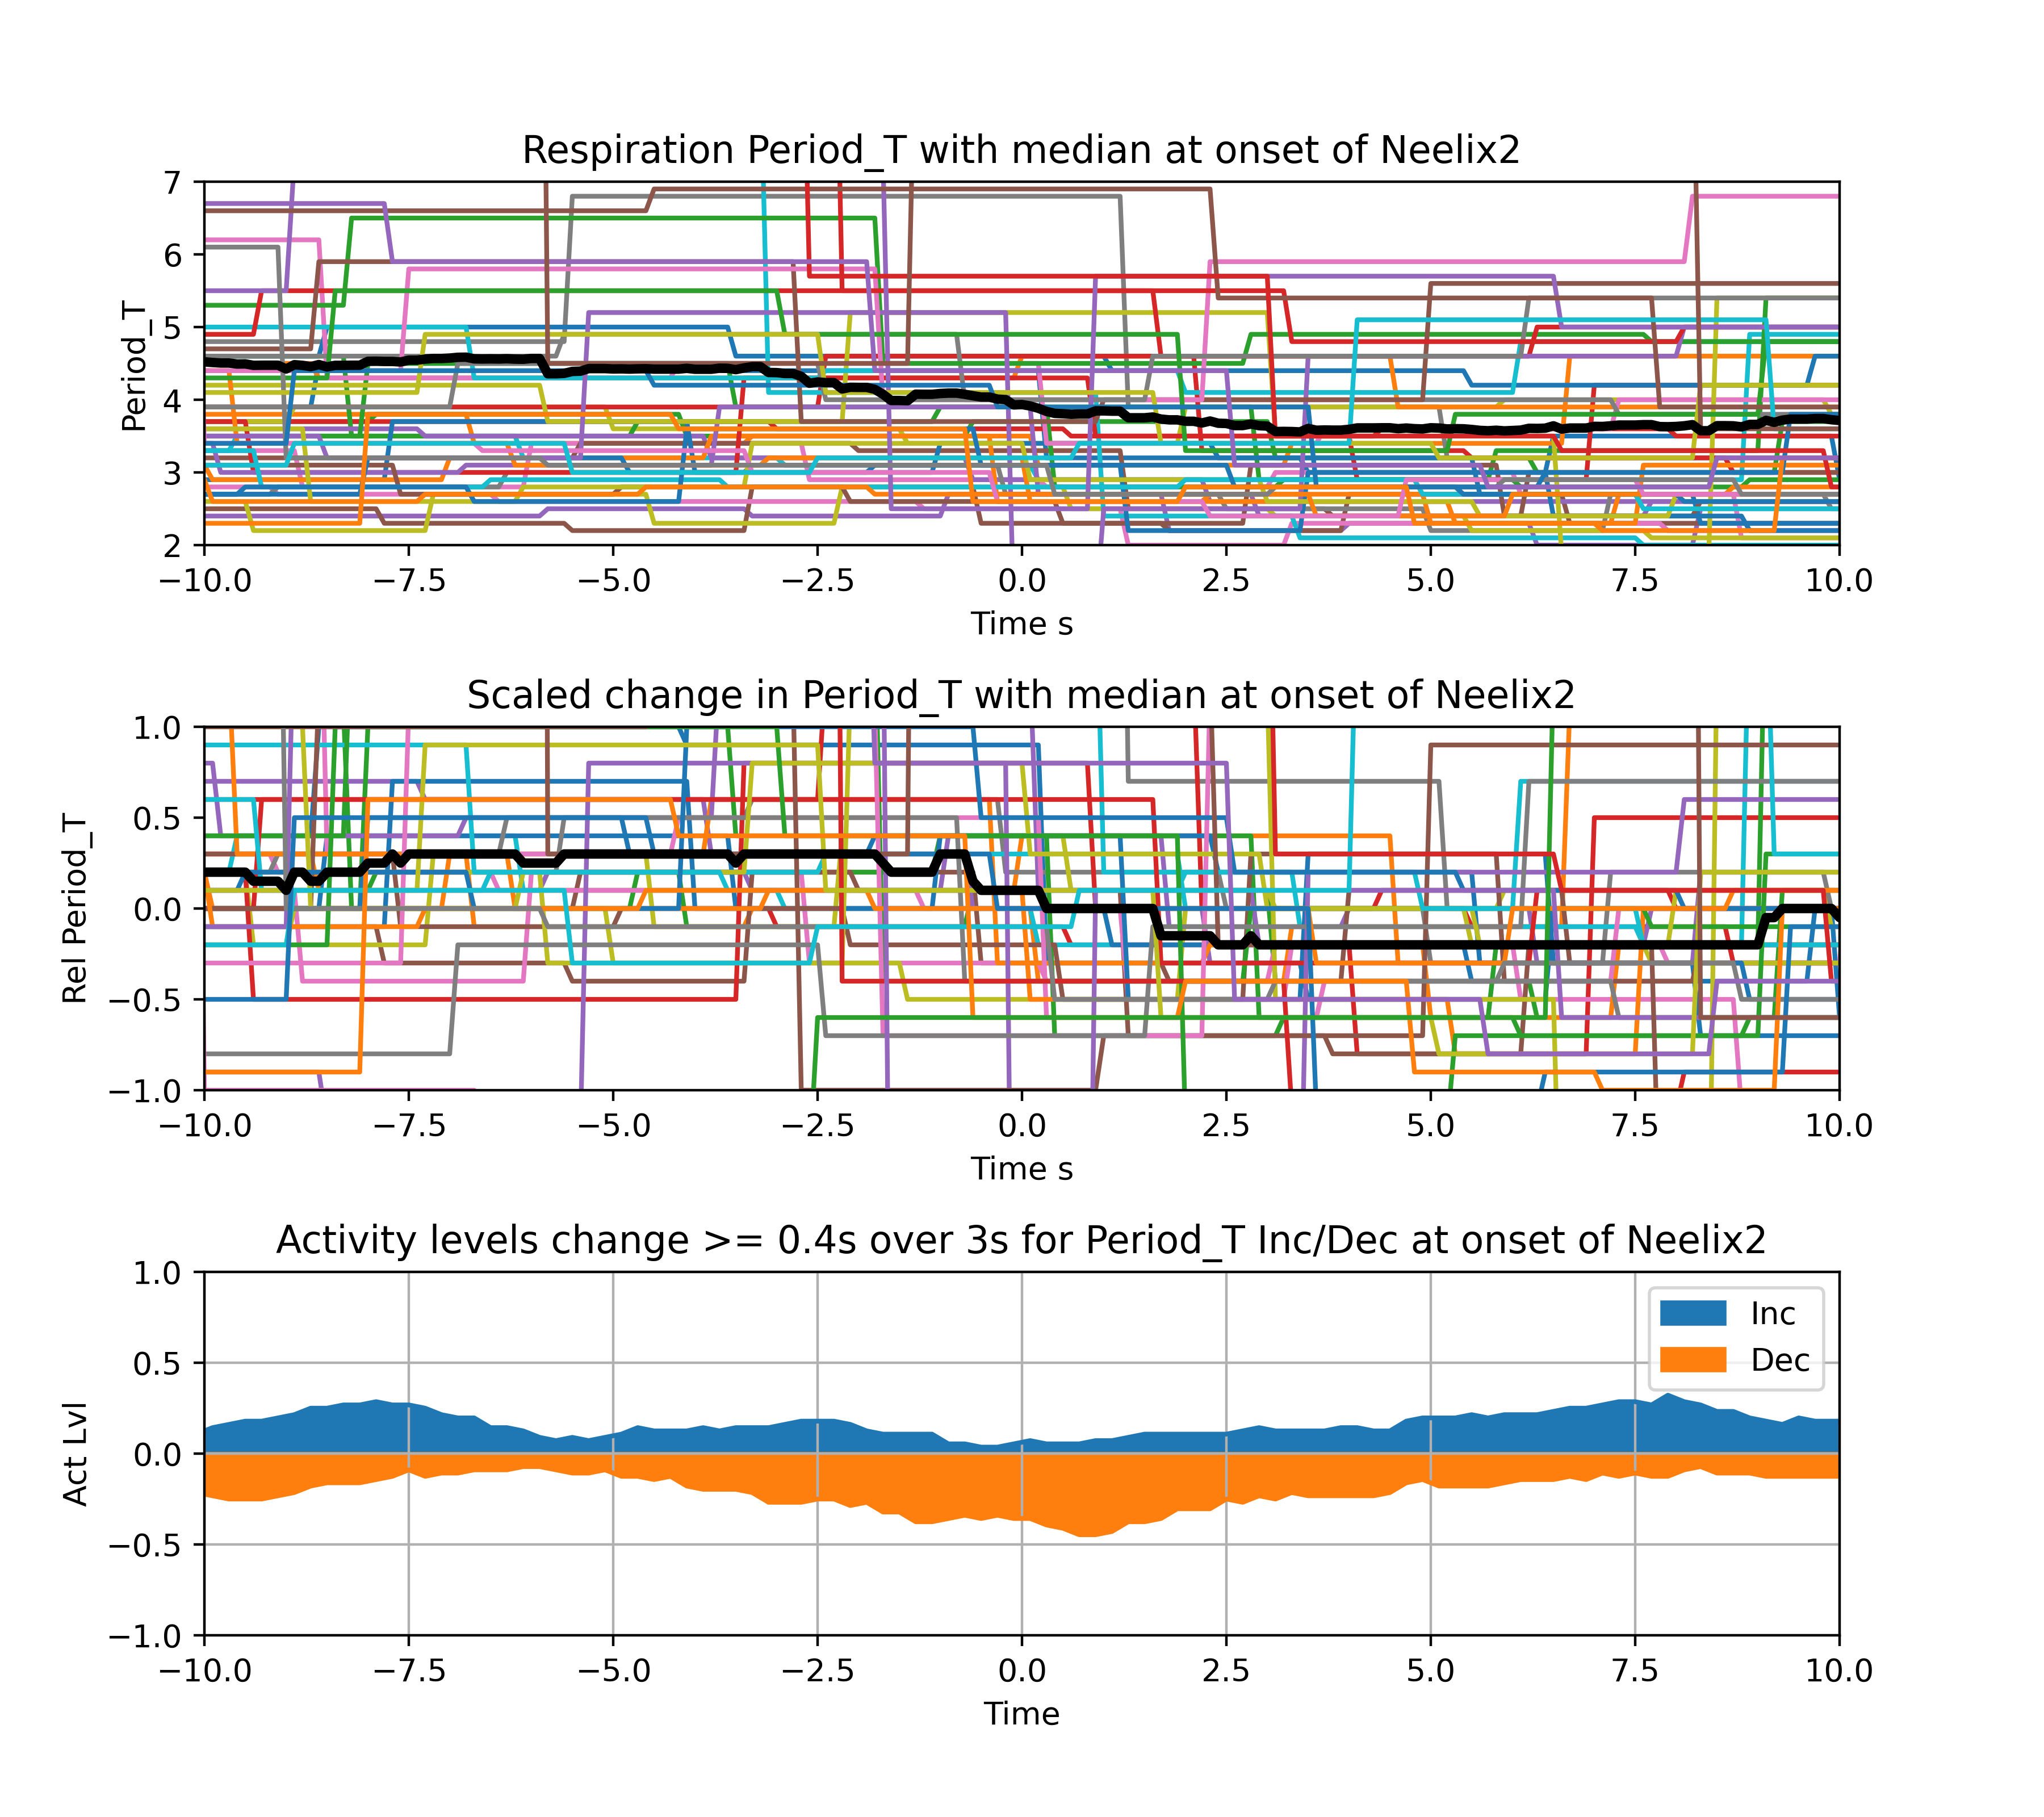 Respiration Period_T with median at onset of Neelix2
7
6
5
4
3
2
Period_T
−10.0 −7.5 −5.0 −2.5 0.0 2.5 5.0 7.5 10.0
Time s
Scaled change in Period_T with median at onset of Neelix2
1.0
0.5
0.0
−0.5
−1.0
Rel Period_T
−10.0 −7.5 −5.0 −2.5 0.0 2.5 5.0 7.5 10.0
Time s
Activity levels change >= 0.4s over 3s for Period_T Inc/Dec at onset of Neelix2
1.0
0.5
0.0
−0.5
−1.0
Act Lvl
Inc
Dec
−10.0 −7.5 −5.0 −2.5 0.0 2.5 5.0 7.5 10.0
Time